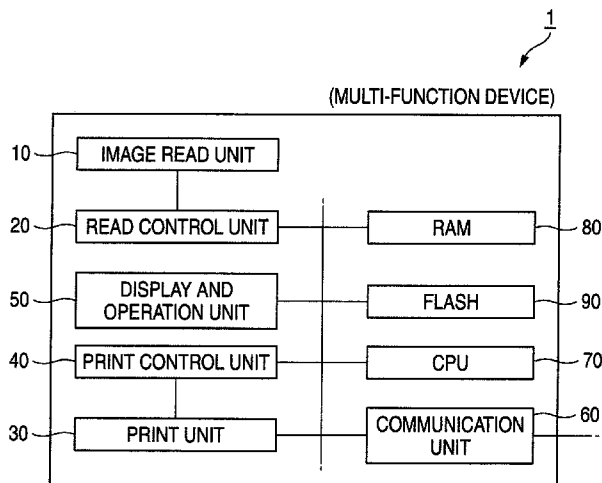 1
(MULTI-FUNCTION DEVICE)
10 IMAGE READ UNIT
20 READ CONTROL UNIT RAM 80
50 DISPLAY AND
OPERATION UNIT FLASH 90
40 PRINT CONTROL UNIT CPU 70
30 PRINT UNIT COMMUNICATION
UNIT 60